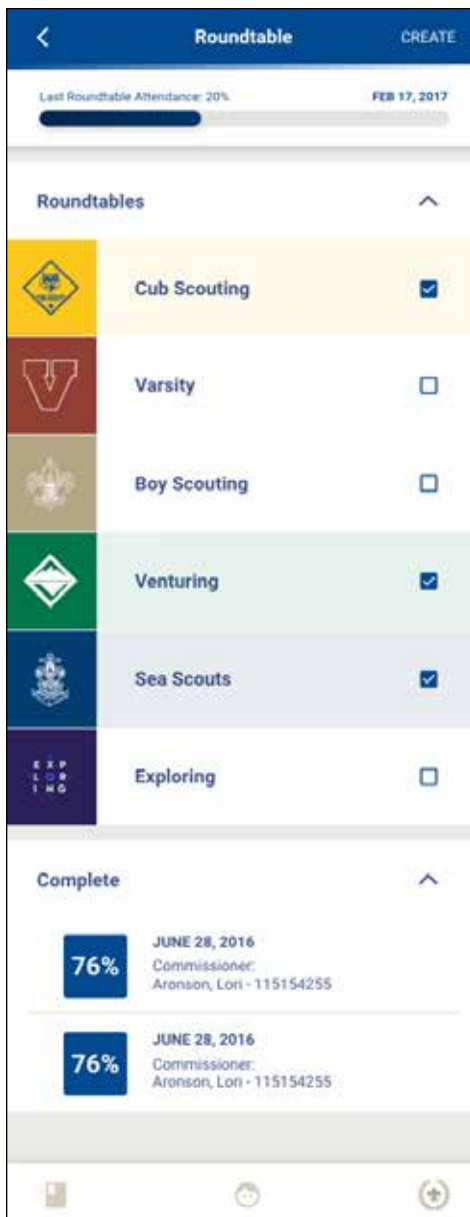 Roundtable CREATE
Last Roundtable Attendance: 20% FEB 17, 2017
Roundtables
CUB SCOUTS
Cub Scouting
V
Varsity
Boy Scouting
Venturing
Sea Scouts
EXP
LOR
ING
Exploring
Complete
76%
JUNE 28, 2016
Commissioner:
Aronson, Lori - 115154255
76%
JUNE 28, 2016
Commissioner:
Aronson, Lori - 115154255